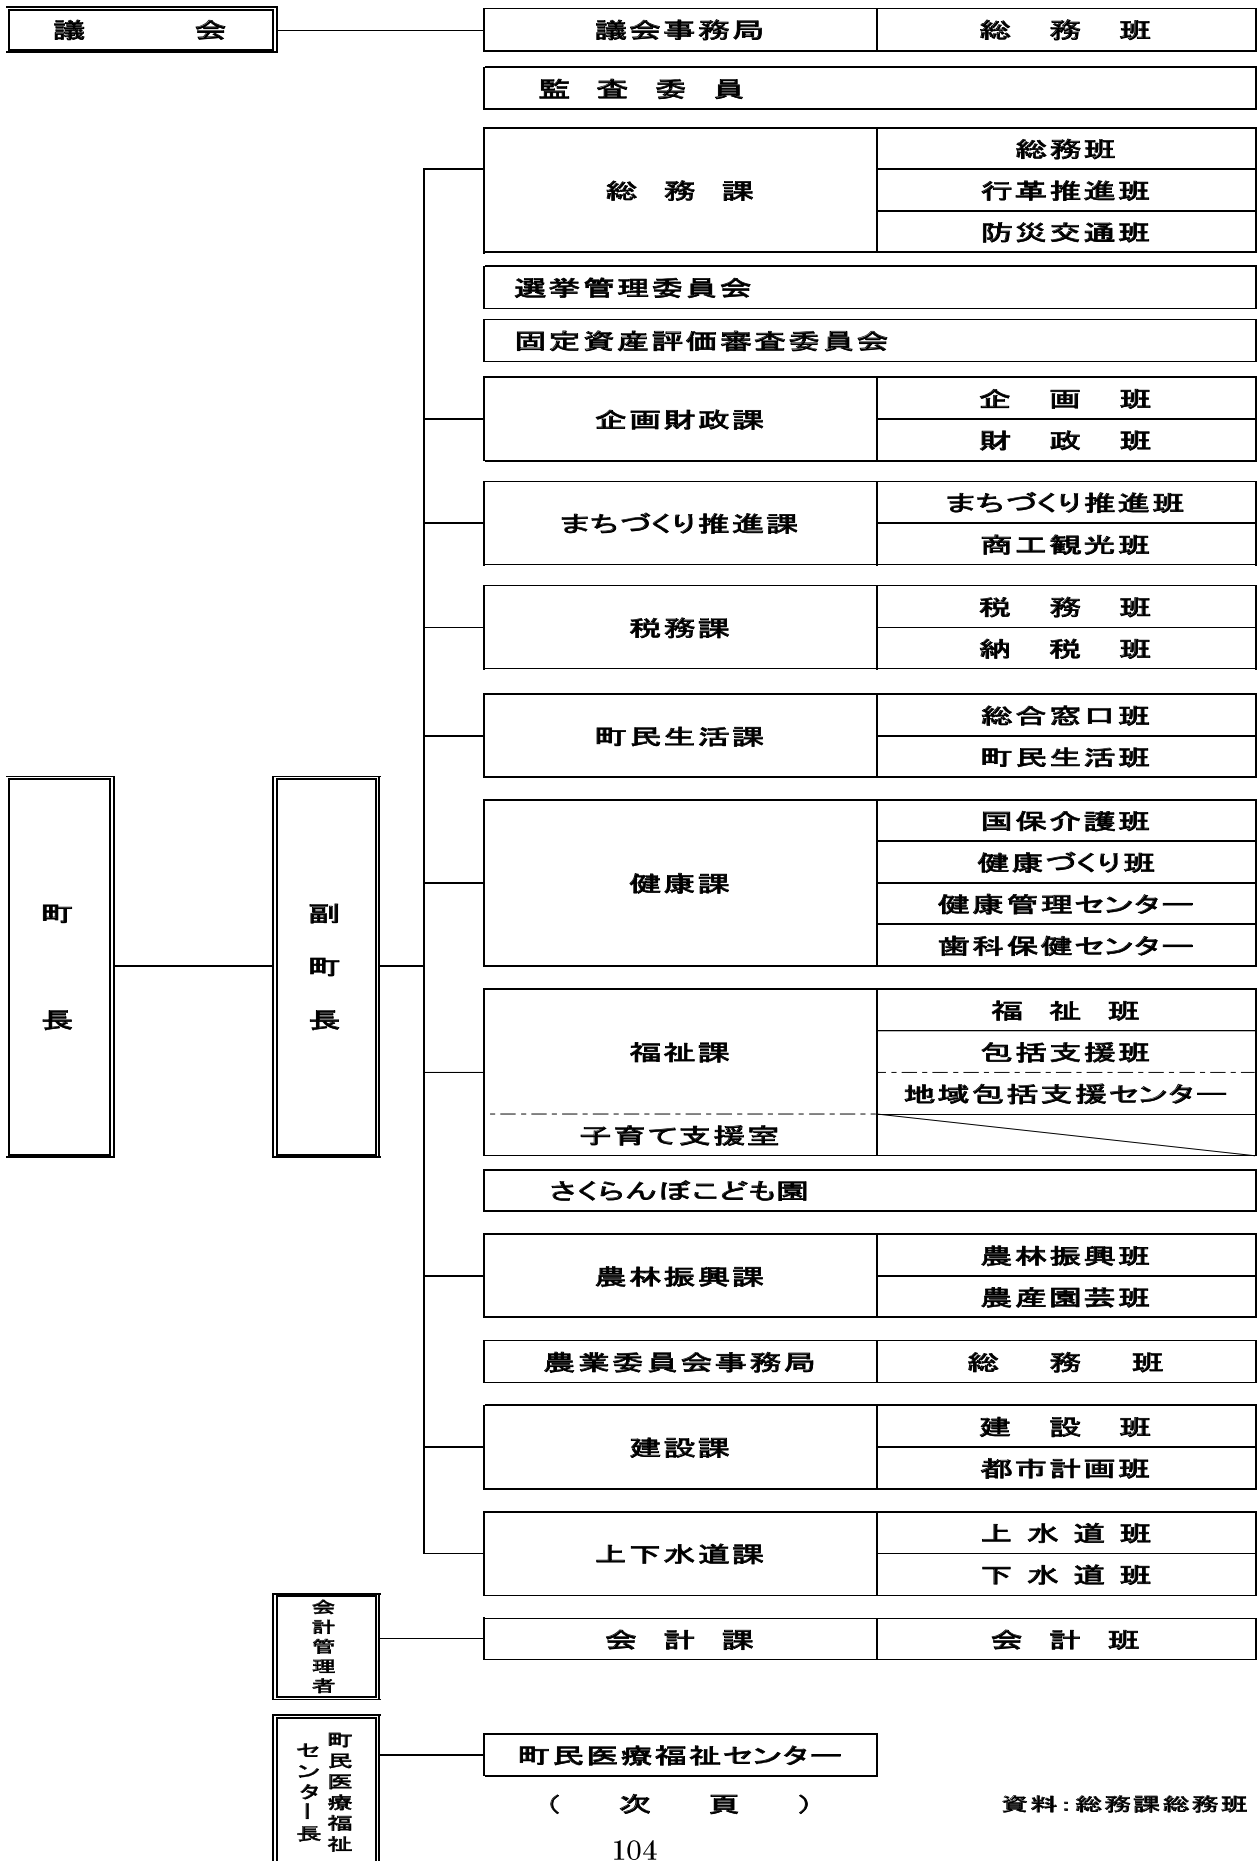 議会 議会事務局 総務班
監査委員
総務課 総務班
行革推進班
防災交通班
選挙管理委員会
固定資産評価審査委員会
企画財政課 企画班
財政班
まちづくり推進課 まちづくり推進班
商工観光班
税務課 税務班
納税班
町民生活課 総合窓口班
町民生活班
町長
副町長
健康課 国保介護班
健康づくり班
健康管理センター
歯科保健センター
福祉課 福祉班
包括支援班
地域包括支援センター
子育て支援室
さくらんぼこども園
農林振興課 農林振興班
農産園芸班
農業委員会事務局 総務班
建設課 建設班
都市計画班
上下水道課 上水道班
下水道班
会計管理者 会計課 会計班
町民医療福祉
センター長
町民医療福祉センター
(次頁)
資料:総務課総務班
104